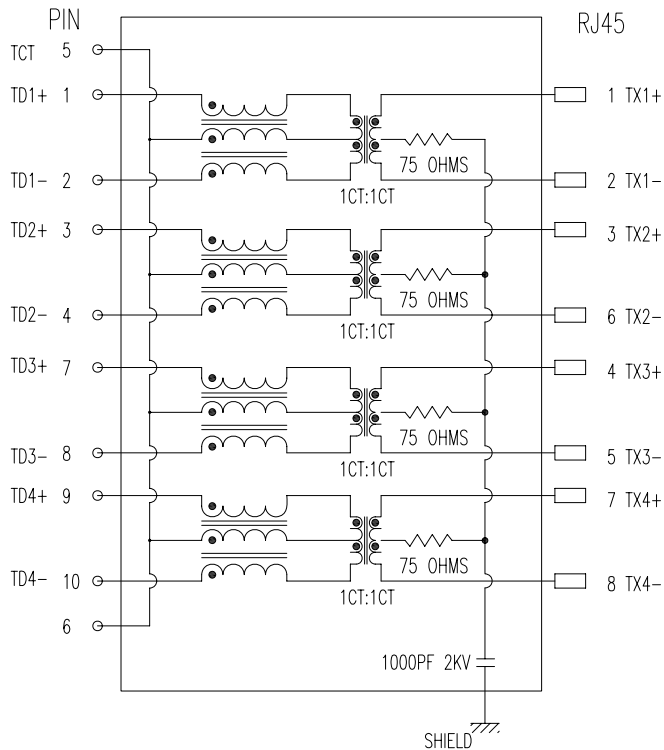 PIN
RJ45
TCT 5
TD1+ 1
1 TX1+
75 OHMS
TD1- 2
2 TX1-
1CT:1CT
TD2+ 3
3 TX2+
75 OHMS
TD2- 4
6 TX2-
1CT:1CT
TD3+ 7
4 TX3+
75 OHMS
TD3- 8
5 TX3-
1CT:1CT
TD4+ 9
7 TX4+
75 OHMS
TD4- 10
8 TX4-
1CT:1CT
6
1000PF 2KV
SHIELD